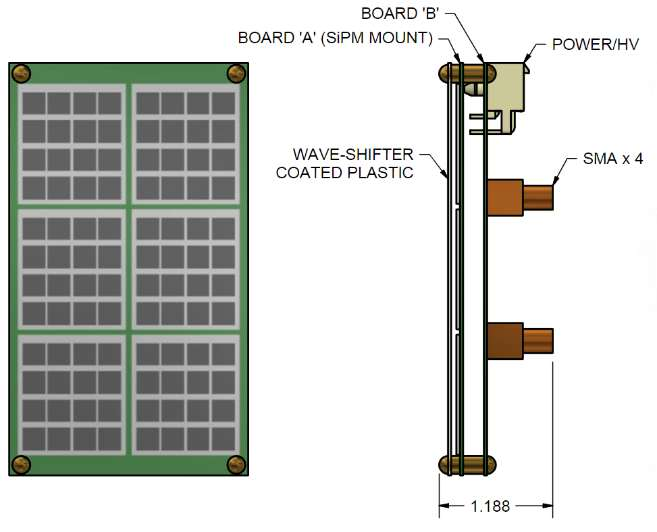 BOARD 'B'
BOARD 'A' (SiPM MOUNT)
POWER/HV
WAVE-SHIFTER
COATED PLASTIC
SMA x 4
1.188